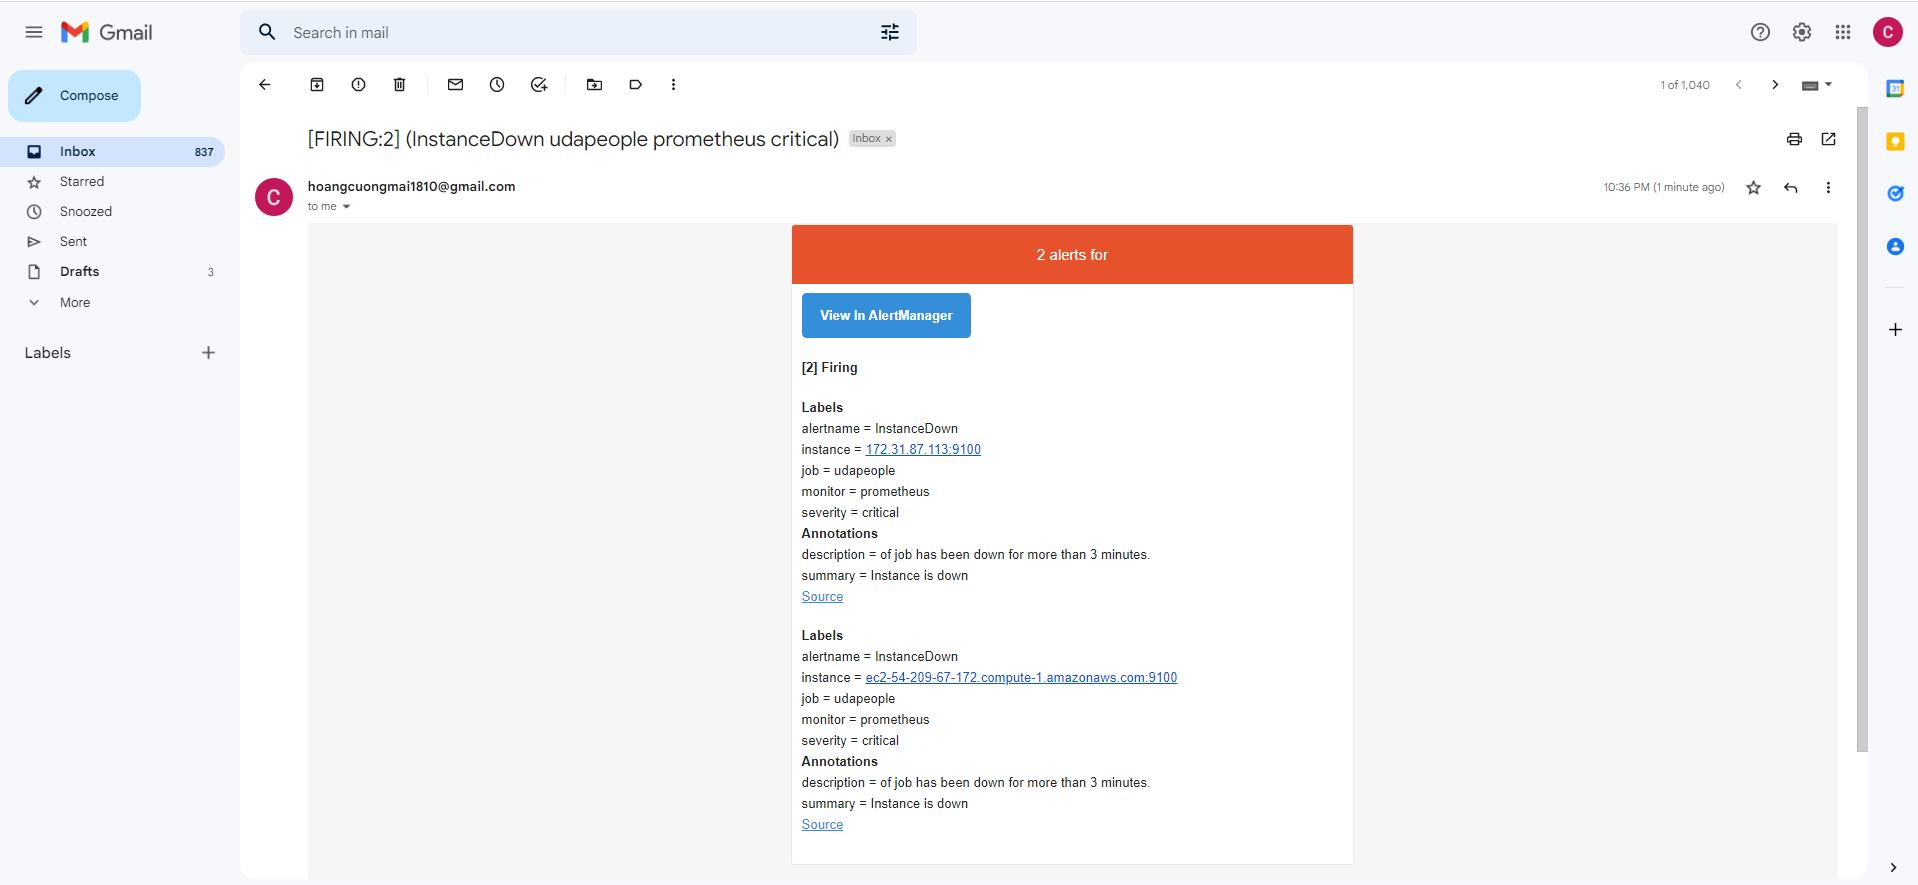 Gmail
Search in mail
C
Compose
1 of 1,040
31
Inbox 837
Starred
Snoozed
Sent
Drafts 3
More
Labels
[FIRING:2] (InstanceDown udapeople prometheus critical) Inbox ×
C
hoangcuongmai1810@gmail.com
10:36 PM (1 minute ago)
to me
2 alerts for
View In AlertManager
[2] Firing
Labels
alertname = InstanceDown
instance = 172.31.87.113:9100
job = udapeople
monitor = prometheus
severity = critical
Annotations
description = of job has been down for more than 3 minutes.
summary = Instance is down
Source
Labels
alertname = InstanceDown
instance = ec2-54-209-67-172.compute-1.amazonaws.com:9100
job = udapeople
monitor = prometheus
severity = critical
Annotations
description = of job has been down for more than 3 minutes.
summary = Instance is down
Source